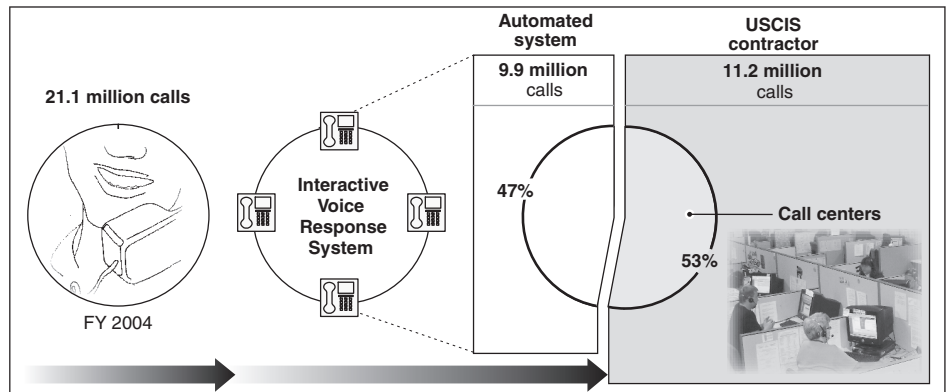 21.1 million calls
FY 2004
Interactive
Voice
Response
System
Automated
system
9.9 million
calls
47%
USCIS
contractor
11.2 million
calls
Call centers
53%